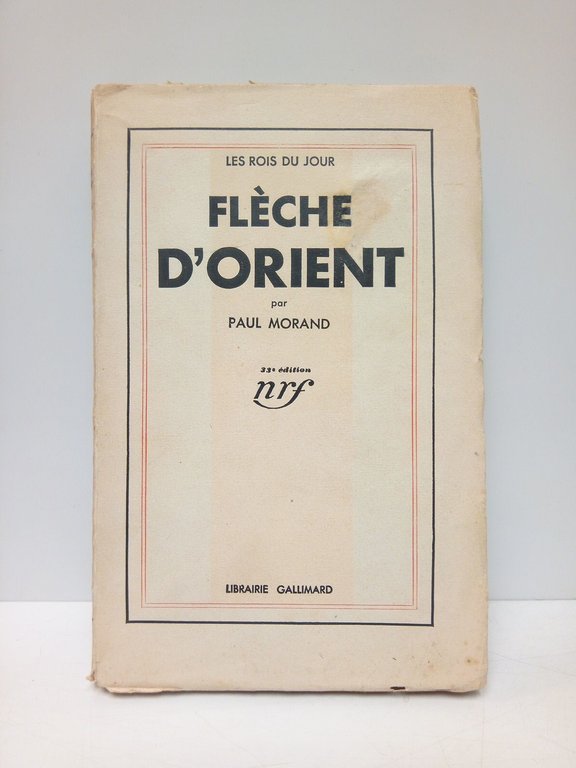 LES ROIS DU JOUR
FLÈCHE
D'ORIENT
par
PAUL MORAND
33e édition
nrf
LIBRAIRIE GALLIMARD